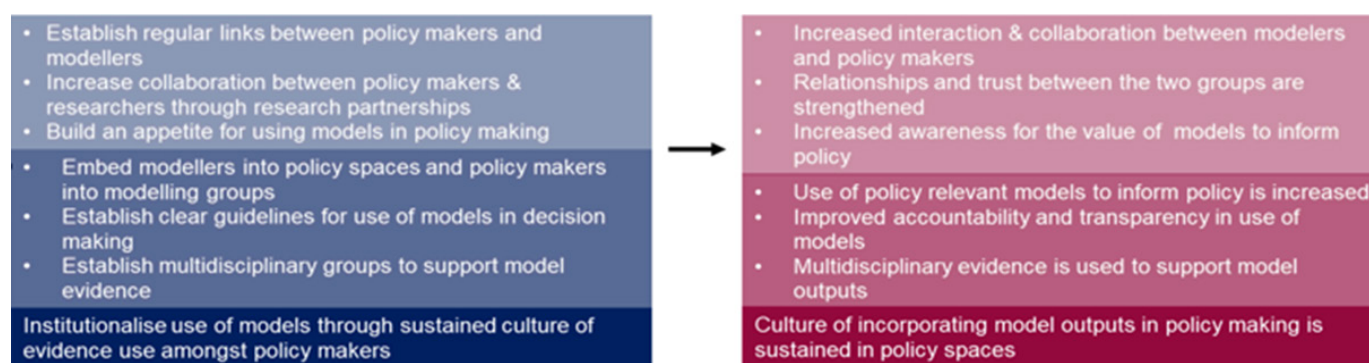 • Establish regular links between policy makers and
modellers
• Increase collaboration between policy makers &
researchers through research partnerships
• Build an appetite for using models in policy making
• Embed modellers into policy spaces and policy makers
into modelling groups
• Establish clear guidelines for use of models in decision
making
• Establish multidisciplinary groups to support model
evidence
Institutionalise use of models through sustained culture of
evidence use amongst policy makers
• Increased interaction & collaboration between modelers
and policy makers
• Relationships and trust between the two groups are
strengthened
• Increased awareness for the value of models to inform
policy
• Use of policy relevant models to inform policy is increased
• Improved accountability and transparency in use of
models
• Multidisciplinary evidence is used to support model
outputs
Culture of incorporating model outputs in policy making is
sustained in policy spaces